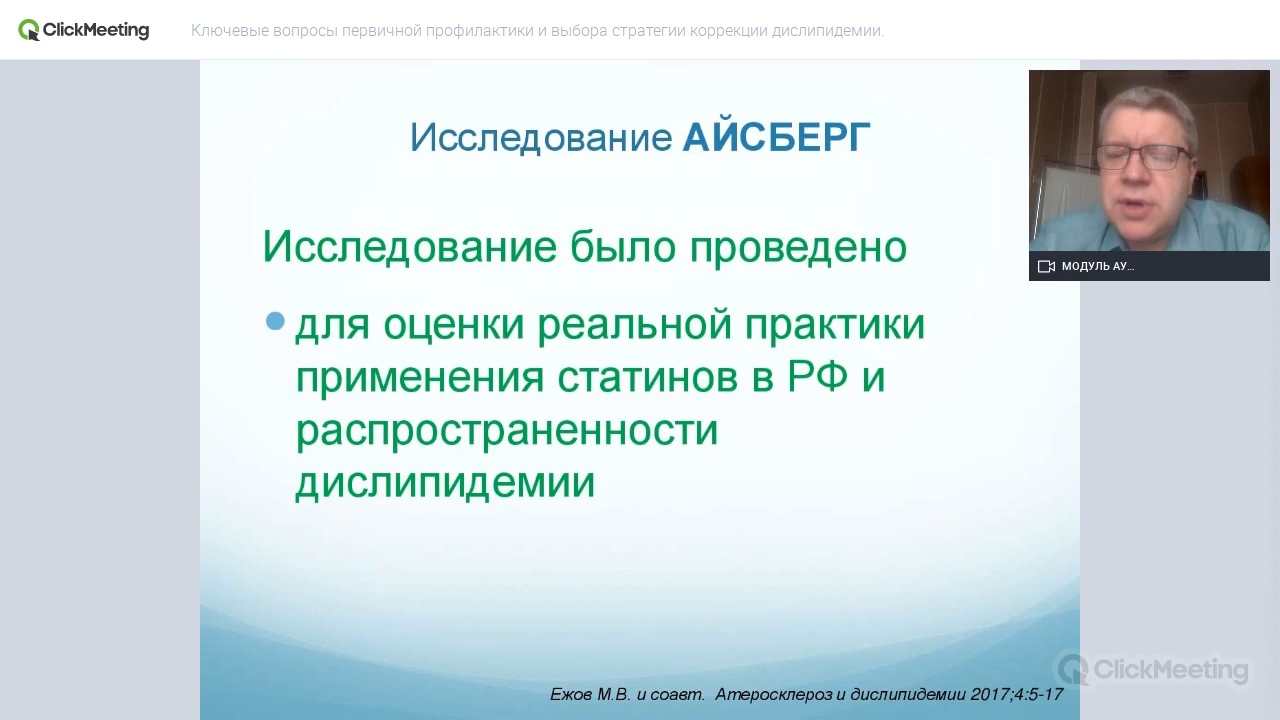 ClickMeeting
Ключевые вопросы первичной профилактики и выбора стратегии коррекции дислипидемии.
Исследование АЙСБЕРГ
Исследование было проведено
для оценки реальной практики
применения статинов в РФ и
распространенности
дислипидемии
МОДУЛЬ АУ...
ClickMeeting
Ежов М.В. и соавт. Атеросклероз и дислипидемии 2017;4:5-17